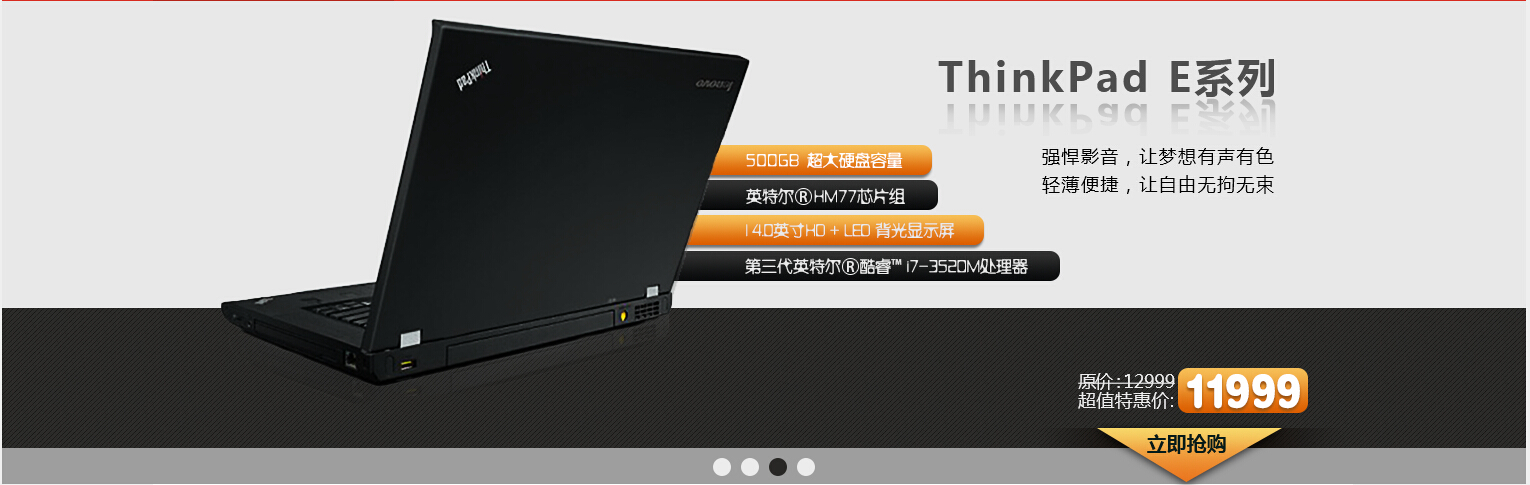 ThinkPad
lenovo
ThinkPad E系列
强悍影音，让梦想有声有色
轻薄便捷，让自由无拘无束
500GB 超大硬盘容量
英特尔®HM77芯片组
14.0英寸HD + LED 背光显示屏
第三代英特尔®酷睿™ i7-3520M处理器
原价:12999
超值特惠价:11999
立即抢购